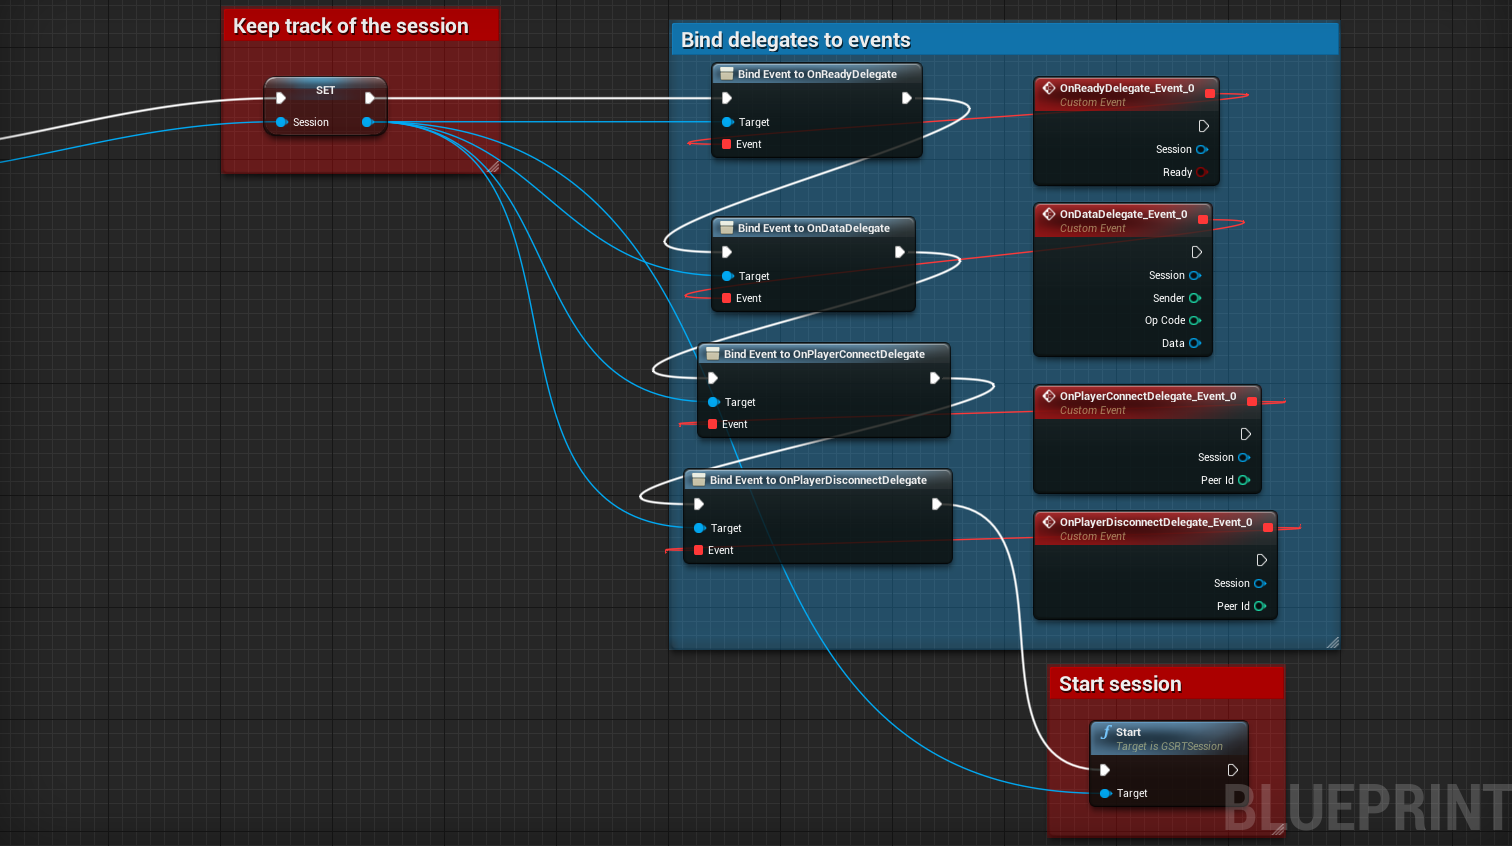 Keep track of the session
SET
Session
Bind delegates to events
Bind Event to OnReadyDelegate
Target
Event
OnReadyDelegate_Event_0
Custom Event
Session
Ready
Bind Event to OnDataDelegate
Target
Event
OnDataDelegate_Event_0
Custom Event
Session
Sender
Op Code
Data
Bind Event to OnPlayerConnectDelegate
Target
Event
OnPlayerConnectDelegate_Event_0
Custom Event
Session
Peer Id
Bind Event to OnPlayerDisconnectDelegate
Target
Event
OnPlayerDisconnectDelegate_Event_0
Custom Event
Session
Peer Id
Start session
f Start
Target is GSRTSession
Target
BLUEPRINT